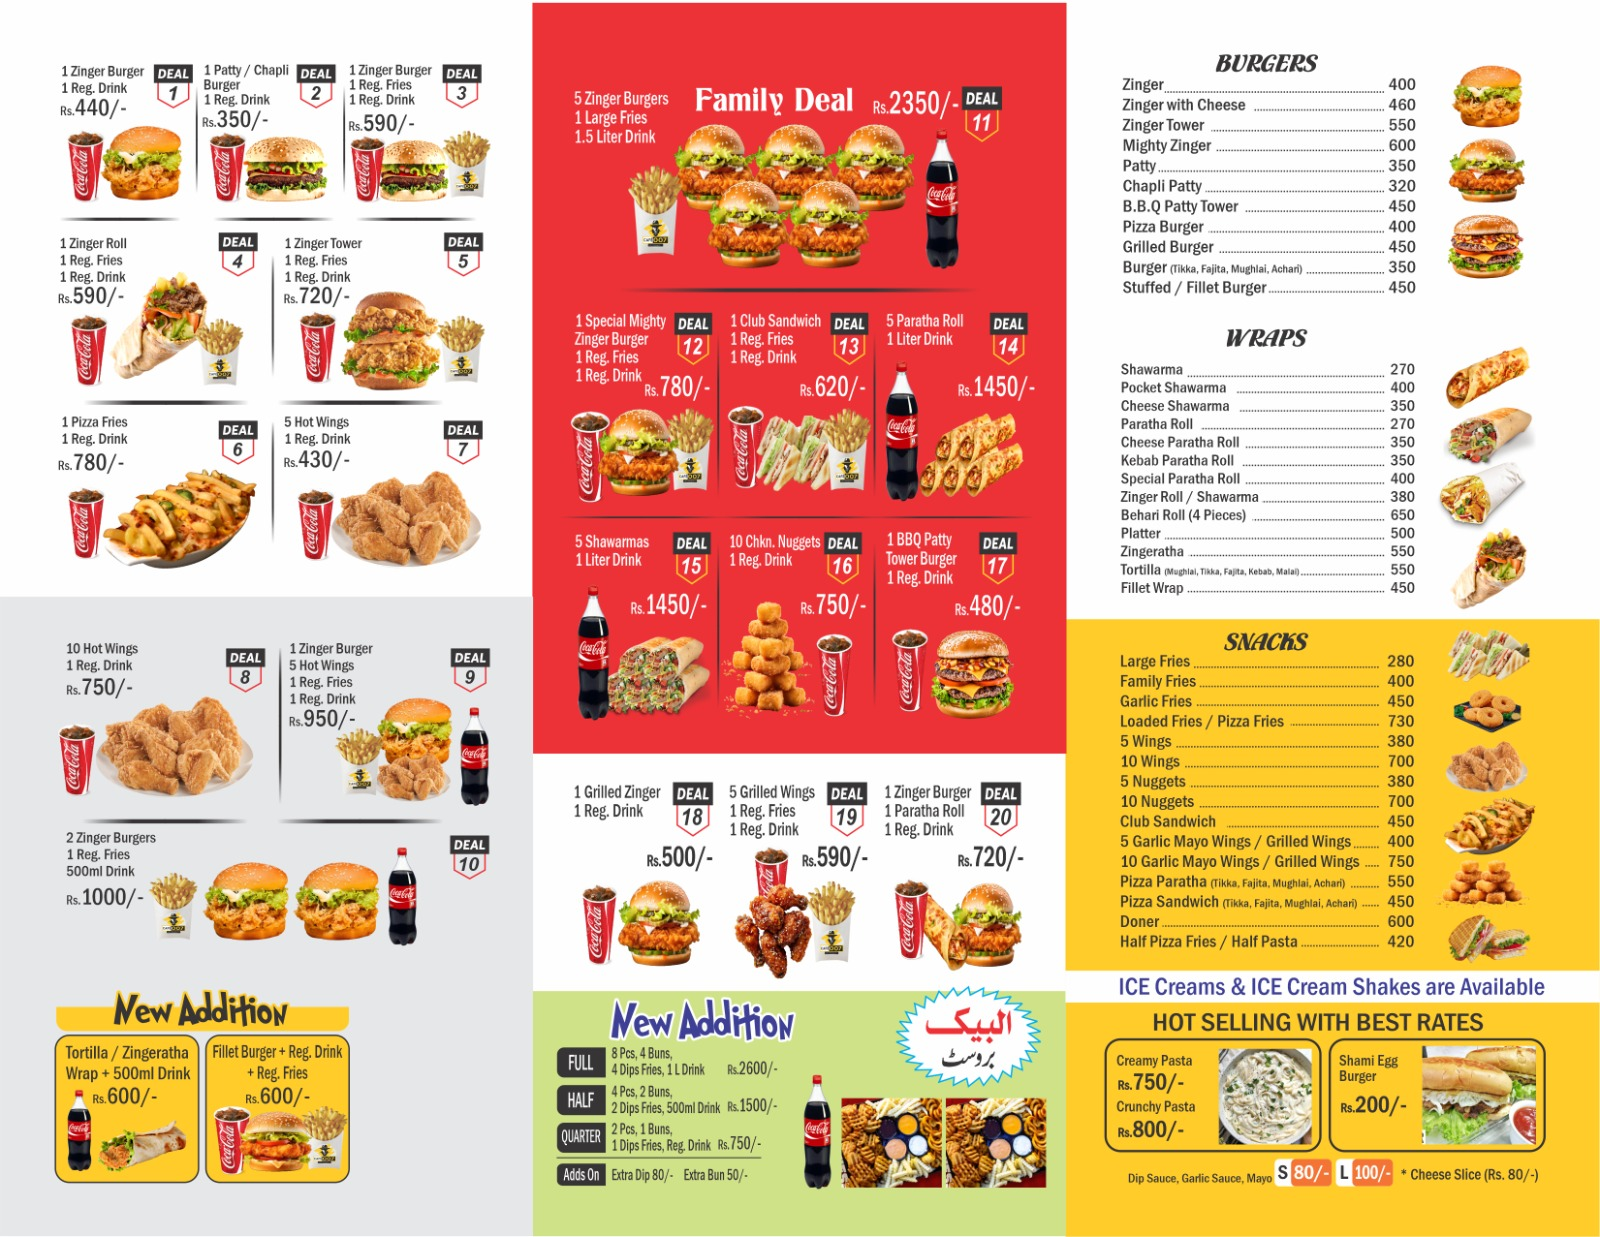 1 Zinger Burger
1 Reg. Drink
Rs.440/-
DEAL
1
1 Patty / Chapli
Burger
1 Reg. Drink
Rs.350/-
DEAL
2
1 Zinger Burger
1 Reg. Fries
1 Reg. Drink
Rs.590/-
DEAL
3
1 Zinger Roll
1 Reg. Fries
1 Reg. Drink
Rs.590/-
DEAL
4
1 Zinger Tower
1 Reg. Fries
1 Reg. Drink
Rs.720/-
DEAL
5
1 Pizza Fries
1 Reg. Drink
Rs.780/-
DEAL
6
5 Hot Wings
1 Reg. Drink
Rs.430/-
DEAL
7
10 Hot Wings
1 Reg. Drink
Rs.750/-
DEAL
8
1 Zinger Burger
5 Hot Wings
1 Reg. Fries
1 Reg. Drink
Rs.950/-
DEAL
9
2 Zinger Burgers
1 Reg. Fries
500ml Drink
Rs.1000/-
DEAL
10
New Addition
Tortilla / Zingeratha
Wrap + 500ml Drink
Rs.600/-
Fillet Burger + Reg. Drink
+ Reg. Fries
Rs.600/-
5 Zinger Burgers
1 Large Fries
1.5 Liter Drink
Family Deal
Rs.2350/-
DEAL
11
1 Special Mighty
Zinger Burger
1 Reg. Fries
1 Reg. Drink
Rs.780/-
DEAL
12
1 Club Sandwich
1 Reg. Fries
1 Reg. Drink
Rs.620/-
DEAL
13
5 Paratha Roll
1 Liter Drink
Rs.1450/-
DEAL
14
5 Shawarmas
1 Liter Drink
Rs.1450/-
DEAL
15
10 Chkn. Nuggets
1 Reg. Drink
Rs.750/-
DEAL
16
1 BBQ Patty
Tower Burger
1 Reg. Drink
Rs.480/-
DEAL
17
1 Grilled Zinger
1 Reg. Drink
Rs.500/-
DEAL
18
5 Grilled Wings
1 Reg. Fries
1 Reg. Drink
Rs.590/-
DEAL
19
1 Zinger Burger
1 Paratha Roll
1 Reg. Drink
Rs.720/-
DEAL
20
New Addition
البیک
بروسٹ
FULL 8 Pcs, 4 Buns,
4 Dips Fries, 1 L Drink Rs.2600/-
HALF 4 Pcs, 2 Buns,
2 Dips Fries, 500ml Drink Rs.1500/-
QUARTER 2 Pcs, 1 Buns,
1 Dips Fries, Reg. Drink Rs.750/-
Adds On Extra Dip 80/- Extra Bun 50/-
BURGERS
Zinger 400
Zinger with Cheese 460
Zinger Tower 550
Mighty Zinger 600
Patty 350
Chapli Patty 320
B.B.Q Patty Tower 450
Pizza Burger 400
Grilled Burger 450
Burger (Tikka, Fajita, Mughlai, Achari) 350
Stuffed / Fillet Burger 450
WRAPS
Shawarma 270
Pocket Shawarma 400
Cheese Shawarma 350
Paratha Roll 270
Cheese Paratha Roll 350
Kebab Paratha Roll 350
Special Paratha Roll 400
Zinger Roll / Shawarma 380
Behari Roll (4 Pieces) 650
Platter 500
Zingeratha 550
Tortilla (Mughlai, Tikka, Fajita, Kebab, Malai) 550
Fillet Wrap 450
SNACKS
Large Fries 280
Family Fries 400
Garlic Fries 450
Loaded Fries / Pizza Fries 730
5 Wings 380
10 Wings 700
5 Nuggets 380
10 Nuggets 700
Club Sandwich 450
5 Garlic Mayo Wings / Grilled Wings 400
10 Garlic Mayo Wings / Grilled Wings 750
Pizza Paratha (Tikka, Fajita, Mughlai, Achari) 550
Pizza Sandwich (Tikka, Fajita, Mughlai, Achari) 450
Doner 600
Half Pizza Fries / Half Pasta 420
ICE Creams & ICE Cream Shakes are Available
HOT SELLING WITH BEST RATES
Creamy Pasta
Rs.750/-
Crunchy Pasta
Rs.800/-
Shami Egg
Burger
Rs.200/-
Dip Sauce, Garlic Sauce, Mayo S 80/- L 100/- * Cheese Slice (Rs. 80/-)